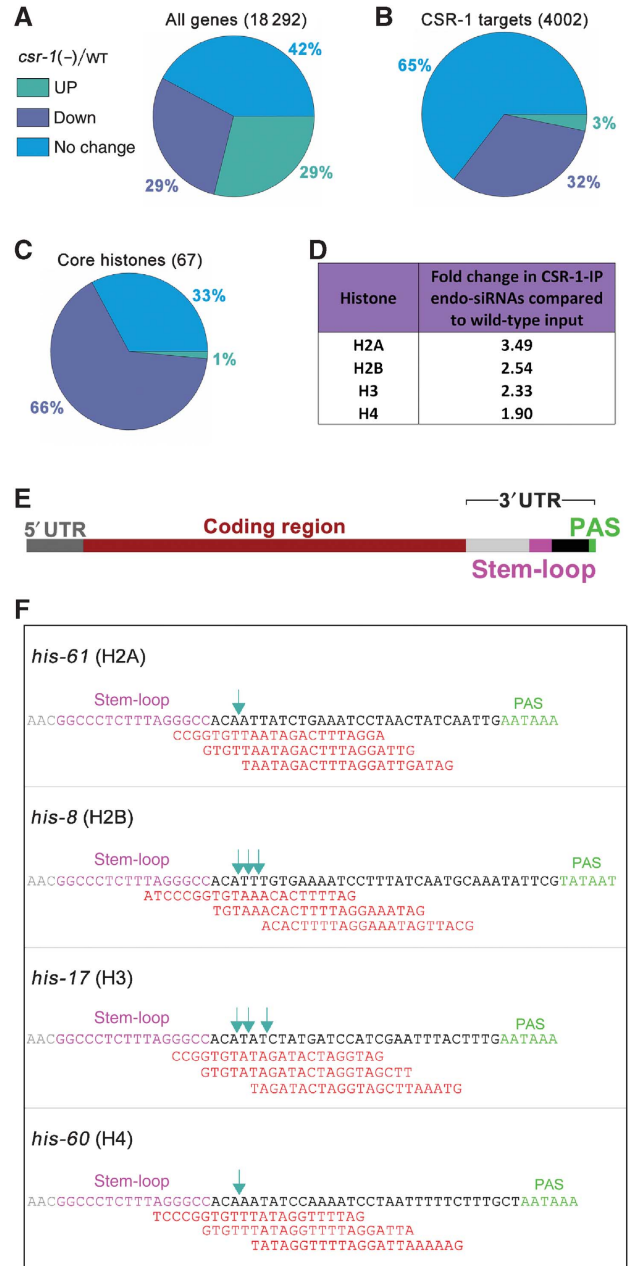 A
All genes (18 292)
B
CSR-1 targets (4002)
csr-1(–)/WT
UP
Down
No change
42%
29%
29%
65%
3%
32%
C
Core histones (67)
33%
1%
66%
D
Histone
Fold change in CSR-1-IP
endo-siRNAs compared
to wild-type input
H2A 3.49
H2B 2.54
H3 2.33
H4 1.90
E
3′UTR
5′ UTR
Coding region
PAS
Stem-loop
F
his-61 (H2A)
Stem-loop
PAS
AACGGCCCTCTTTAGGGCCACAATTATCTGAAATCCTAACTATCAATTGAATAAA
CCGGTGTTAATAGACTTTAGGA
GTGTTAATAGACTTTAGGATTG
TAATAGACTTTAGGATTGATAG
his-8 (H2B)
Stem-loop
PAS
AACGGCCCTCTTTAGGGCCACATTTGTGAAAATCCTTTATCAATGCAAATATTCGTATAAT
ATCCCGGTGTAAACACTTTTAG
TGTAAACACTTTTAGGAAATAG
ACACTTTTAGGAAATAGTTACG
his-17 (H3)
Stem-loop
PAS
AACGGCCCTCTTTAGGGCCACATATCTATGATCCATCGAATTTACTTTGAATAAA
CCGGTGTATAGATACTAGGTAG
GTGTATAGATACTAGGTAGCTT
TAGATACTAGGTAGCTTAAATG
his-60 (H4)
Stem-loop
PAS
AACGGCCCTCTTTAGGGCCACAAATATCCAAAATCCTAATTTTTCTTTGCTAATAAA
TCCCGGTGTTTATAGGTTTTAG
GTGTTTATAGGTTTTAGGATTA
TATAGGTTTTAGGATTAAAAAG